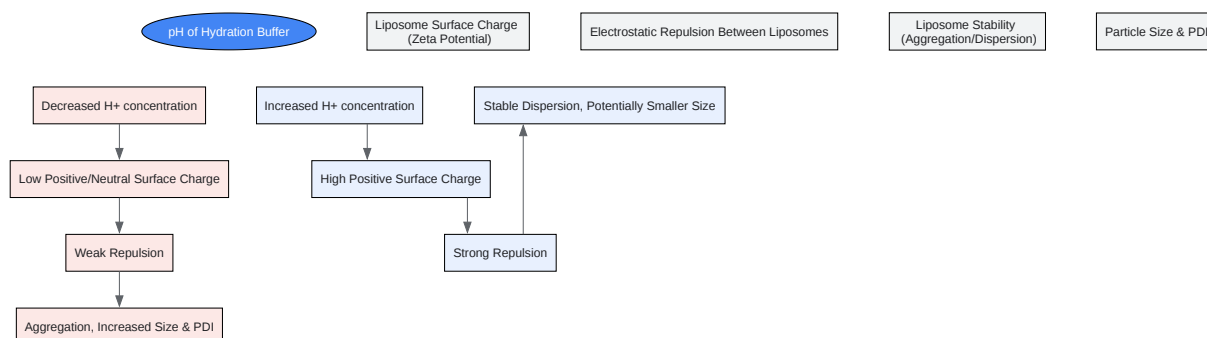 pH of Hydration Buffer
Liposome Surface Charge
(Zeta Potential)
Electrostatic Repulsion Between Liposomes
Liposome Stability
(Aggregation/Dispersion)
Particle Size & PDI
Decreased H+ concentration
Increased H+ concentration
Stable Dispersion, Potentially Smaller Size
Low Positive/Neutral Surface Charge
High Positive Surface Charge
Weak Repulsion
Strong Repulsion
Aggregation, Increased Size & PDI